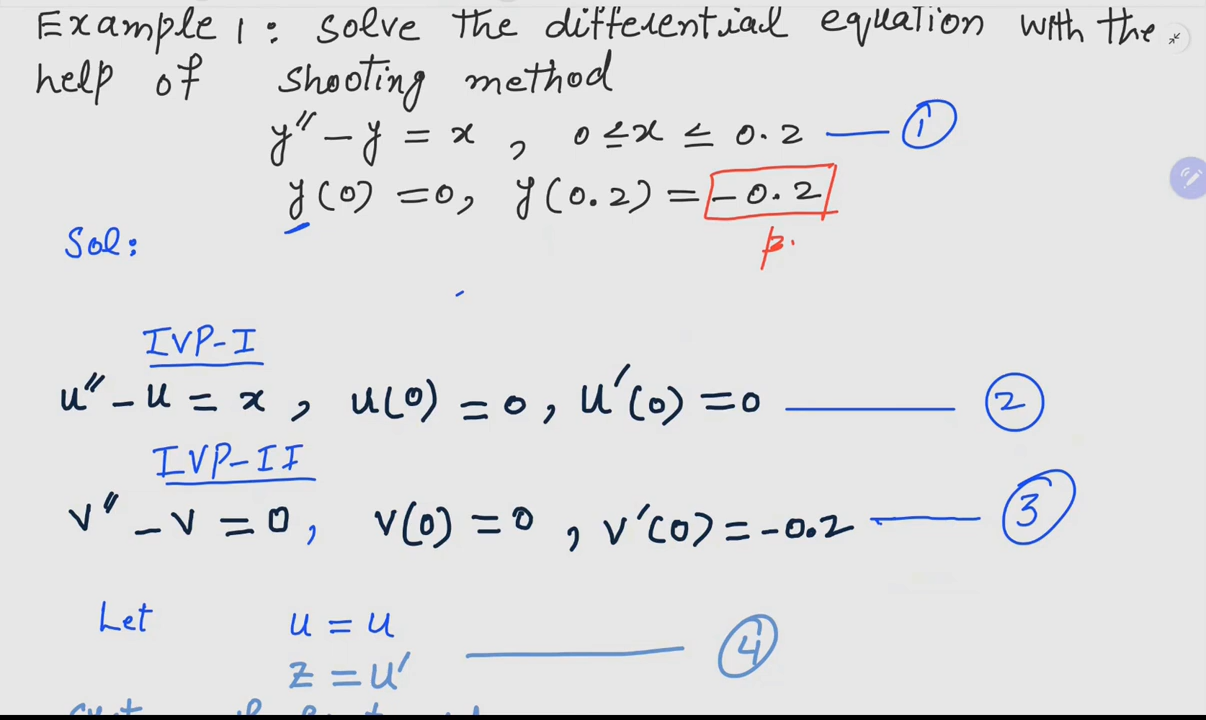 Example 1: solve the differential equation with the
help of shooting method
y″ - y = x, 0 ≤ x ≤ 0.2 — ①
y(0) = 0, y(0.2) = -0.2
β.
Sol:
IVP-I
u″ - u = x, u(0) = 0, u′(0) = 0 — ②
IVP-II
v″ - v = 0, v(0) = 0, v′(0) = -0.2 — ③
Let u = u
z = u′ — ④